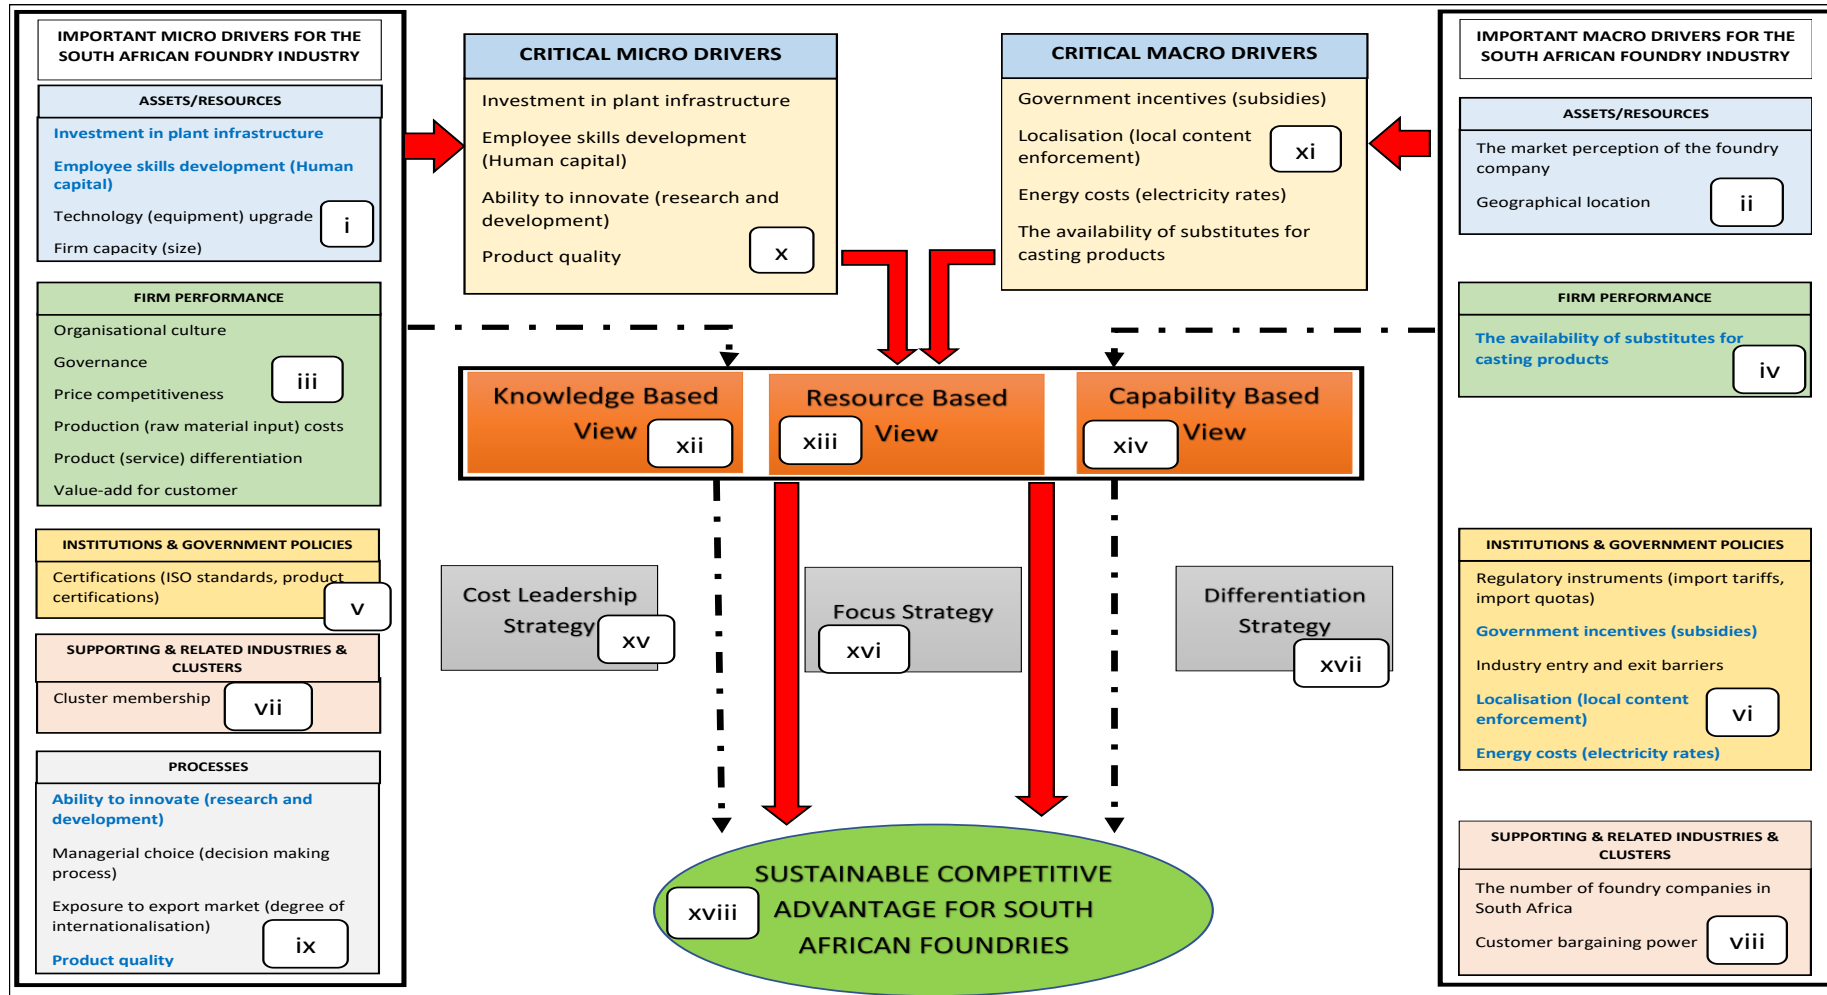 IMPORTANT MICRO DRIVERS FOR THE
SOUTH AFRICAN FOUNDRY INDUSTRY
ASSETS/RESOURCES
Investment in plant infrastructure
Employee skills development (Human
capital)
Technology (equipment) upgrade
Firm capacity (size)
i
FIRM PERFORMANCE
Organisational culture
Governance
Price competitiveness
Production (raw material input) costs
Product (service) differentiation
Value-add for customer
iii
INSTITUTIONS & GOVERNMENT POLICIES
Certifications (ISO standards, product
certifications)
v
SUPPORTING & RELATED INDUSTRIES &
CLUSTERS
Cluster membership
vii
PROCESSES
Ability to innovate (research and
development)
Managerial choice (decision making
process)
Exposure to export market (degree of
internationalisation)
Product quality
ix
CRITICAL MICRO DRIVERS
Investment in plant infrastructure
Employee skills development
(Human capital)
Ability to innovate (research and
development)
Product quality
x
CRITICAL MACRO DRIVERS
Government incentives (subsidies)
Localisation (local content
enforcement)
Energy costs (electricity rates)
The availability of substitutes for
casting products
xi
Knowledge Based
View
xii
Resource Based
View
xiii
Capability Based
View
xiv
Cost Leadership
Strategy
xv
Focus Strategy
xvi
Differentiation
Strategy
xvii
SUSTAINABLE COMPETITIVE
ADVANTAGE FOR SOUTH
AFRICAN FOUNDRIES
xviii
IMPORTANT MACRO DRIVERS FOR THE
SOUTH AFRICAN FOUNDRY INDUSTRY
ASSETS/RESOURCES
The market perception of the foundry
company
Geographical location
ii
FIRM PERFORMANCE
The availability of substitutes for
casting products
iv
INSTITUTIONS & GOVERNMENT POLICIES
Regulatory instruments (import tariffs,
import quotas)
Government incentives (subsidies)
Industry entry and exit barriers
Localisation (local content
enforcement)
Energy costs (electricity rates)
vi
SUPPORTING & RELATED INDUSTRIES &
CLUSTERS
The number of foundry companies in
South Africa
Customer bargaining power
viii